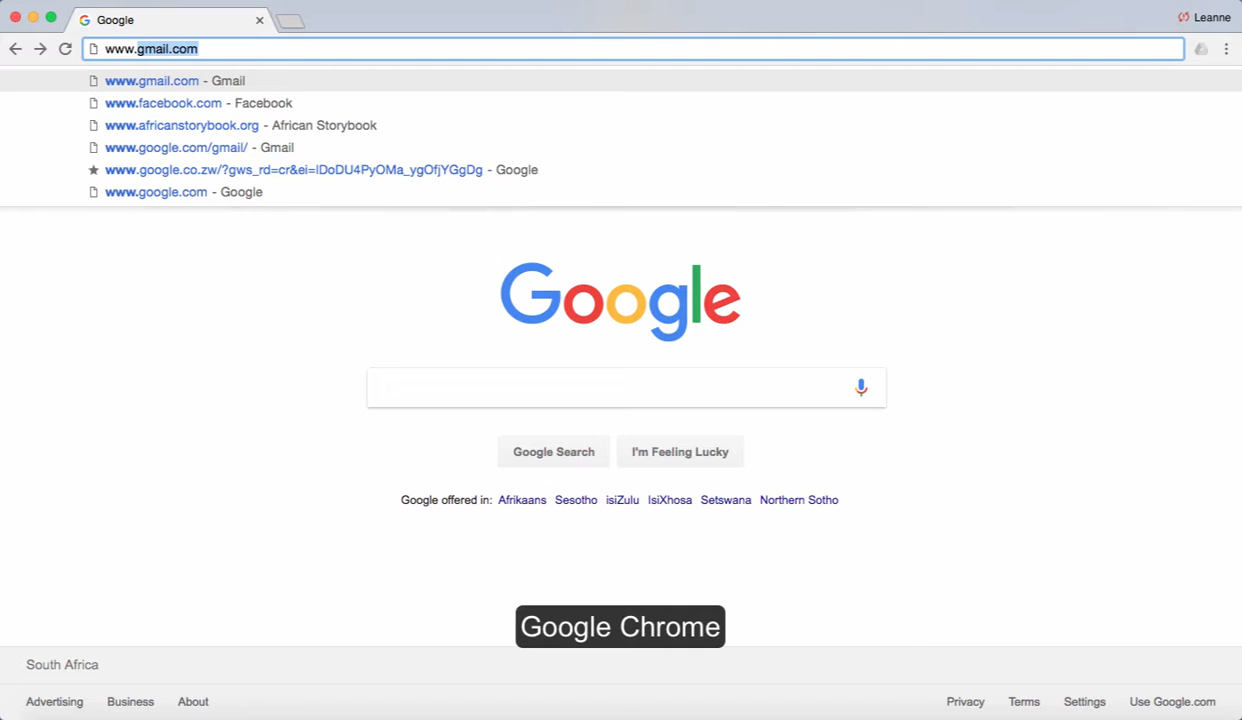 Google
Leanne
www.gmail.com
www.gmail.com - Gmail
www.facebook.com - Facebook
www.africanstorybook.org - African Storybook
www.google.com/gmail/ - Gmail
www.google.co.zw/?gws_rd=cr&ei=lDoDU4PyOMa_ygOfjYGgDg - Google
www.google.com - Google
Google
Google Search I'm Feeling Lucky
Google offered in: Afrikaans Sesotho isiZulu IsiXhosa Setswana Northern Sotho
Google Chrome
South Africa
Advertising Business About Privacy Terms Settings Use Google.com